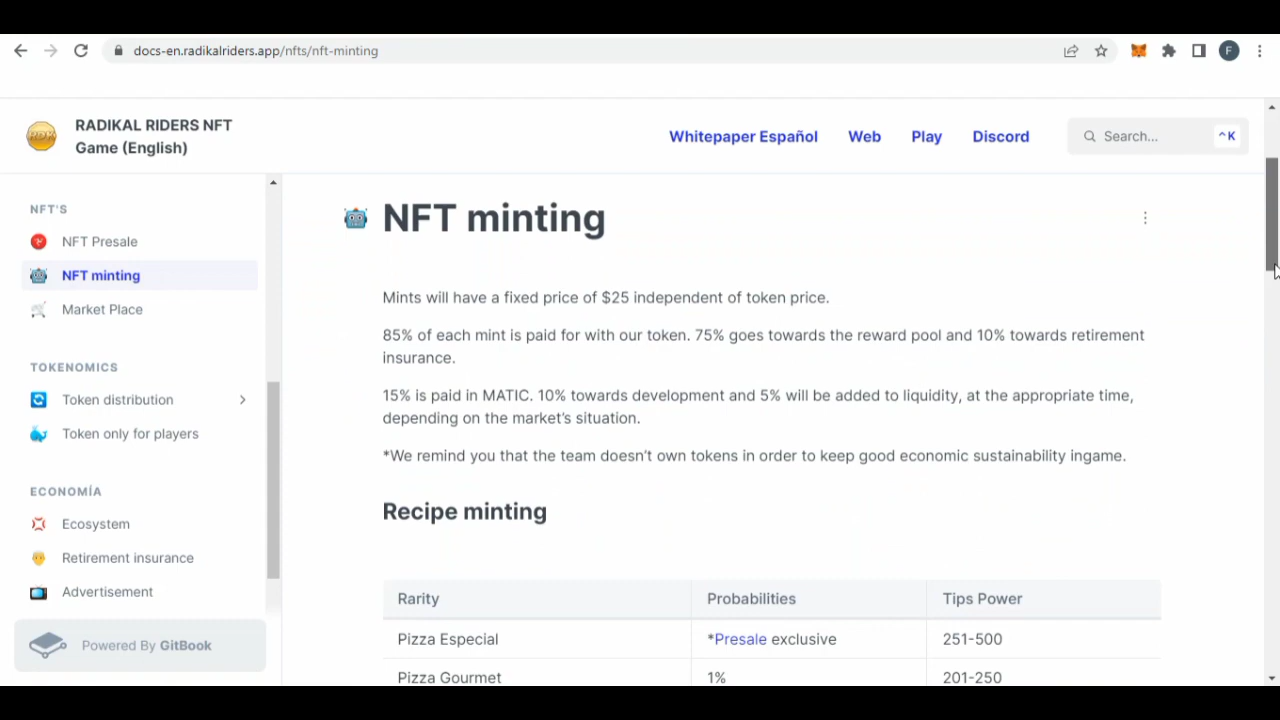 docs-en.radikalriders.app/nfts/nft-minting
F
RADIKAL RIDERS NFT
Game (English)
Whitepaper Español
Web
Play
Discord
Search...
^K
NFT'S
NFT Presale
NFT minting
Market Place
TOKENOMICS
Token distribution
Token only for players
ECONOMÍA
Ecosystem
Retirement insurance
Advertisement
Powered By GitBook
NFT minting
Mints will have a fixed price of $25 independent of token price.
85% of each mint is paid for with our token. 75% goes towards the reward pool and 10% towards retirement
insurance.
15% is paid in MATIC. 10% towards development and 5% will be added to liquidity, at the appropriate time,
depending on the market's situation.
*We remind you that the team doesn't own tokens in order to keep good economic sustainability ingame.
Recipe minting
Rarity Probabilities Tips Power
Pizza Especial *Presale exclusive 251-500
Pizza Gourmet 1% 201-250